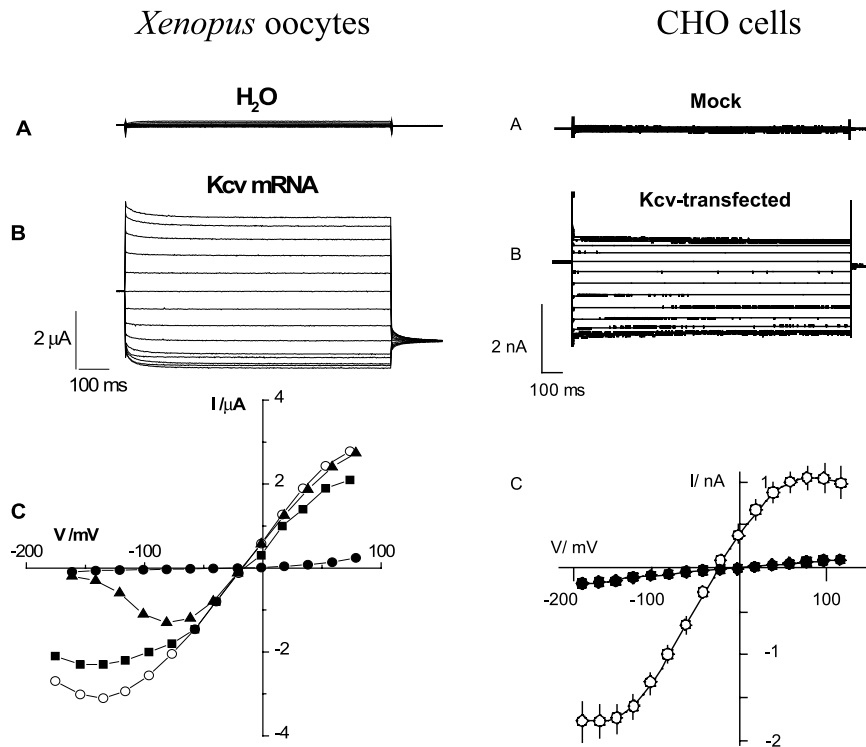 Xenopus oocytes
CHO cells
H2O
A
Mock
A
Kcv mRNA
B
2 µA
100 ms
Kcv-transfected
B
2 nA
100 ms
I /µA
4
2
C
V /mV
-200
-100
100
-2
-4
C
I/ nA
1
V/ mV
-200
-100
100
-1
-2